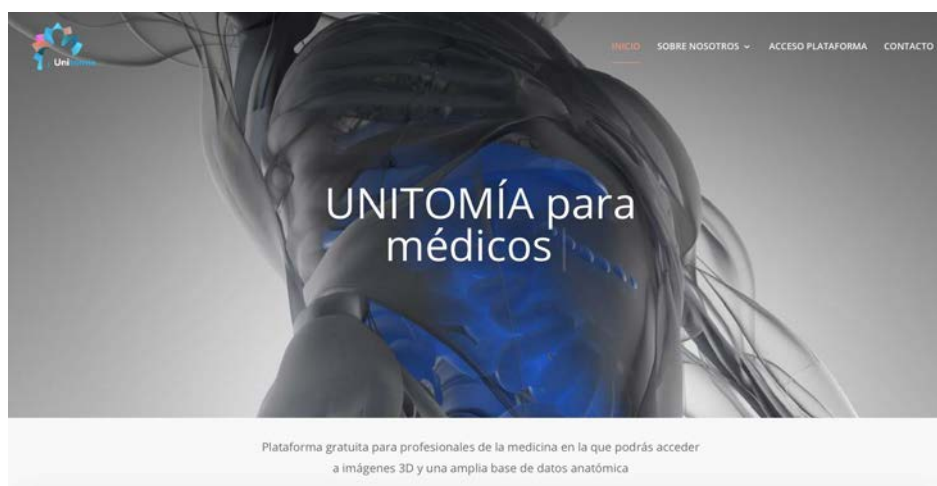 Unitomía
INICIO SOBRE NOSOTROS ACCESO PLATAFORMA CONTACTO
UNITOMÍA para
médicos
Plataforma gratuita para profesionales de la medicina en la que podrás acceder
a imágenes 3D y una amplia base de datos anatómica